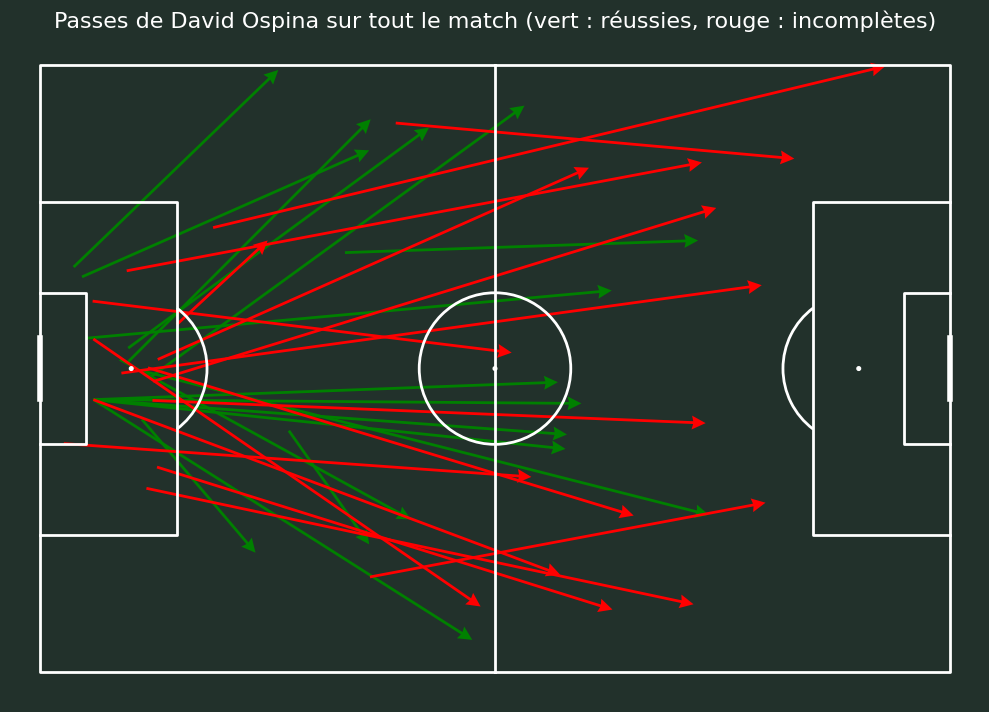 Passes de David Ospina sur tout le match (vert : réussies, rouge : incomplètes)